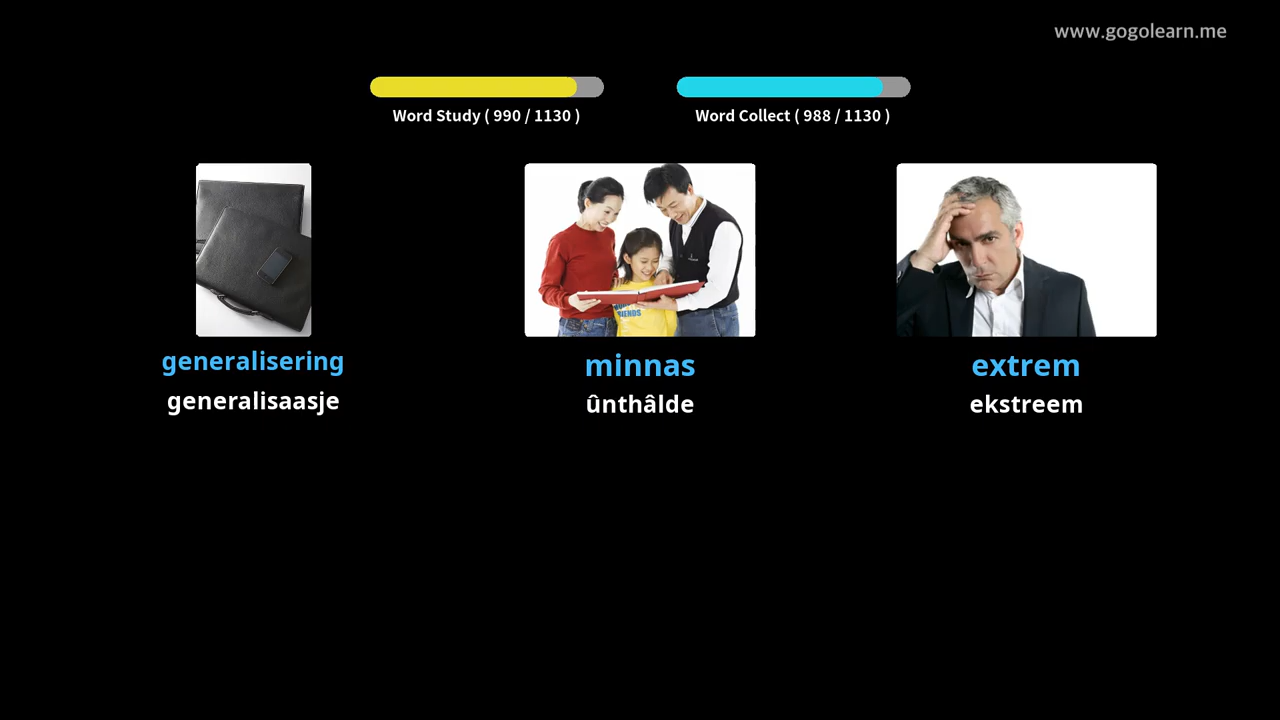 www.gogolearn.me
Word Study ( 990 / 1130 )
Word Collect ( 988 / 1130 )
generalisering
generalisaasje
minnas
ûnthâlde
extrem
ekstreem